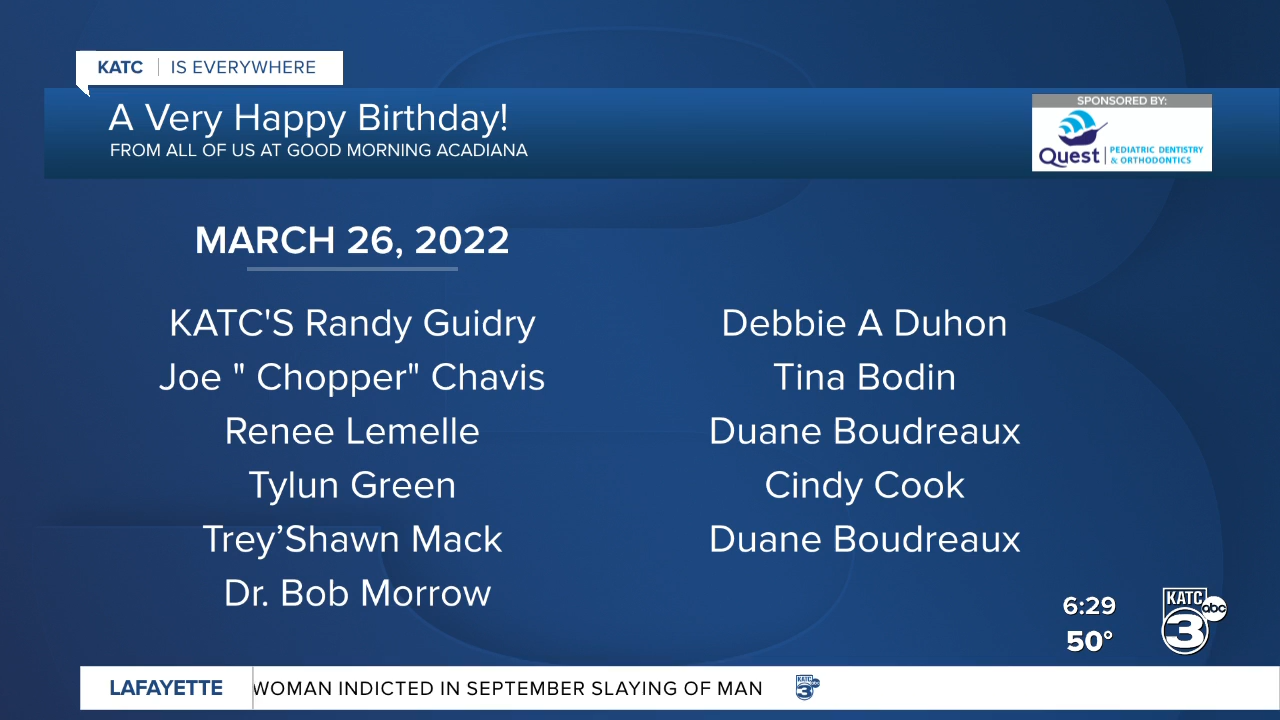 KATC | IS EVERYWHERE
A Very Happy Birthday!
FROM ALL OF US AT GOOD MORNING ACADIANA
SPONSORED BY:
Quest | PEDIATRIC DENTISTRY
& ORTHODONTICS
MARCH 26, 2022
KATC'S Randy Guidry
Joe " Chopper" Chavis
Renee Lemelle
Tylun Green
Trey’Shawn Mack
Dr. Bob Morrow
Debbie A Duhon
Tina Bodin
Duane Boudreaux
Cindy Cook
Duane Boudreaux
6:29
50°
KATC
abc
3
LAFAYETTE
WOMAN INDICTED IN SEPTEMBER SLAYING OF MAN
KATC
abc
3